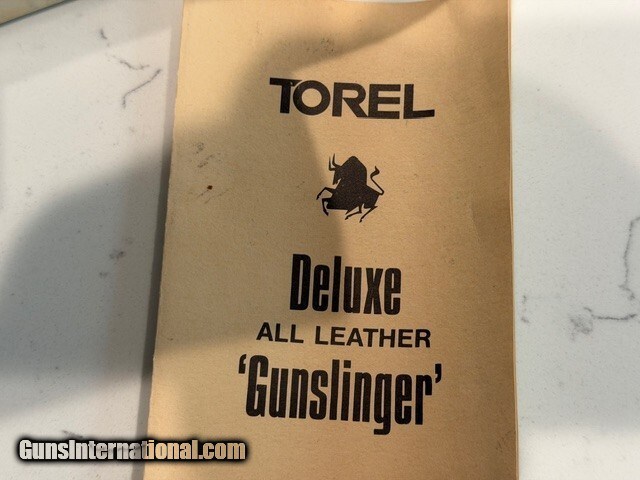 TOREL
Deluxe
ALL LEATHER
'Gunslinger'
GunsInternational.com